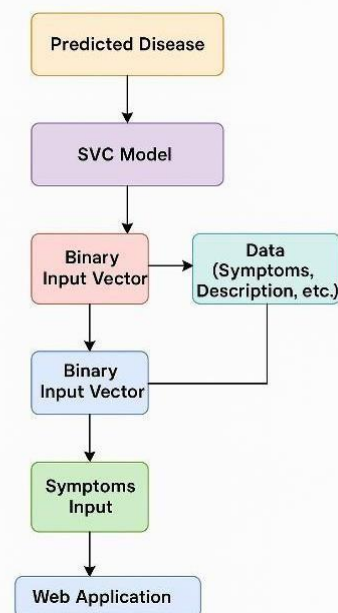 Predicted Disease
SVC Model
Binary
Input Vector
Data
(Symptoms,
Description, etc.)
Binary
Input Vector
Symptoms
Input
Web Application